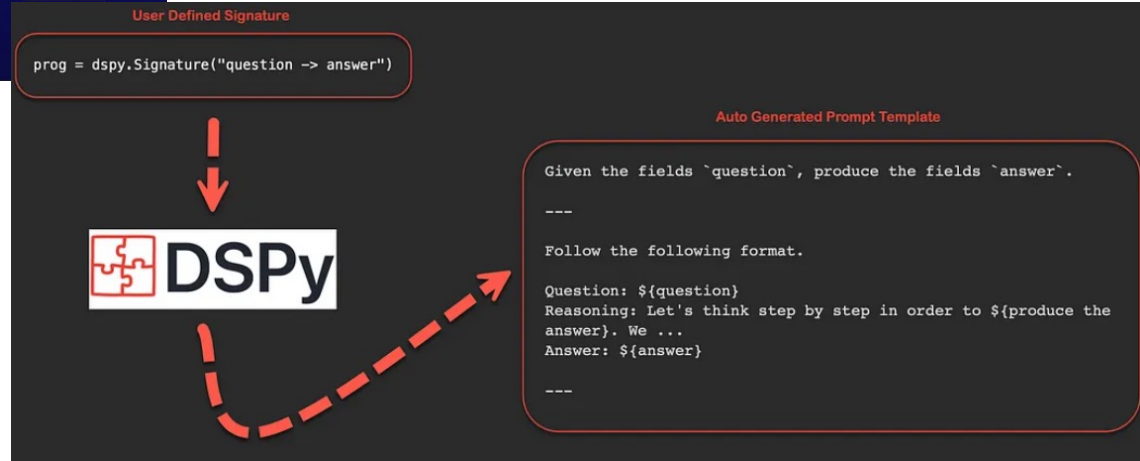 User Defined Signature
prog = dspy.Signature("question -> answer")
DSPy
Auto Generated Prompt Template
Given the fields `question`, produce the fields `answer`.
---
Follow the following format.
Question: ${question}
Reasoning: Let's think step by step in order to ${produce the
answer}. We ...
Answer: ${answer}
---